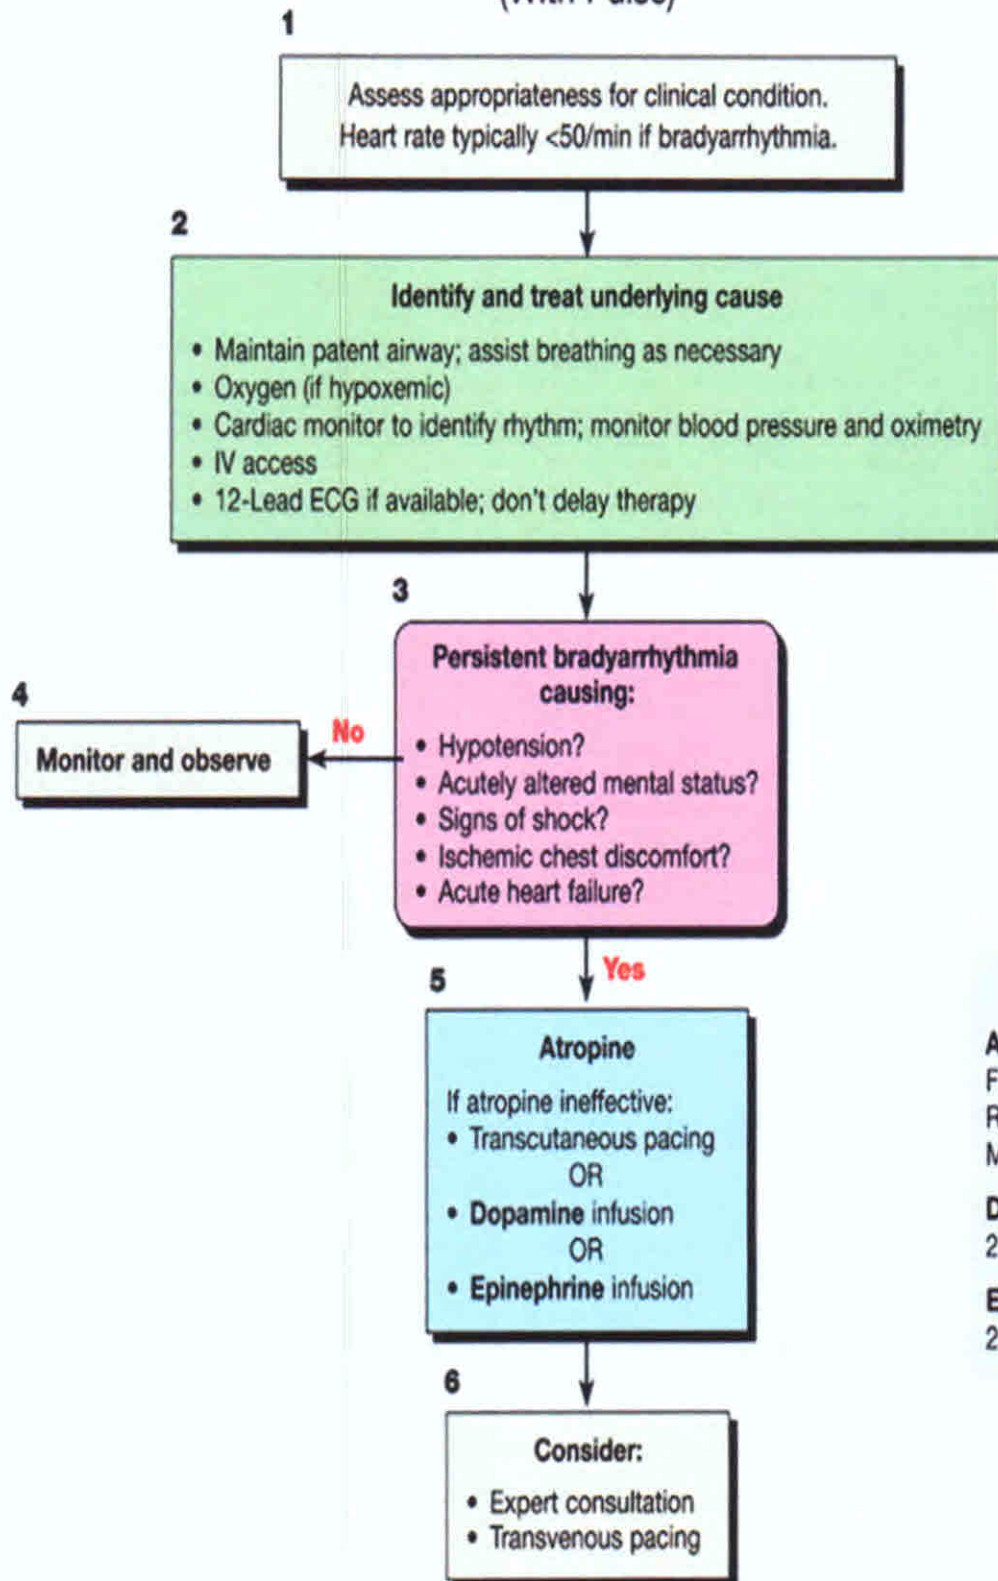 (With Pulse)
1
Assess appropriateness for clinical condition.
Heart rate typically <50/min if bradyarrhythmia.
2
Identify and treat underlying cause
• Maintain patent airway; assist breathing as necessary
• Oxygen (if hypoxemic)
• Cardiac monitor to identify rhythm; monitor blood pressure and oximetry
• IV access
• 12-Lead ECG if available; don't delay therapy
3
Persistent bradyarrhythmia
causing:
• Hypotension?
• Acutely altered mental status?
• Signs of shock?
• Ischemic chest discomfort?
• Acute heart failure?
4
Monitor and observe
No
Yes
5
Atropine
If atropine ineffective:
• Transcutaneous pacing
OR
• Dopamine infusion
OR
• Epinephrine infusion
6
Consider:
• Expert consultation
• Transvenous pacing
A
F
R
M
D
2
E
2